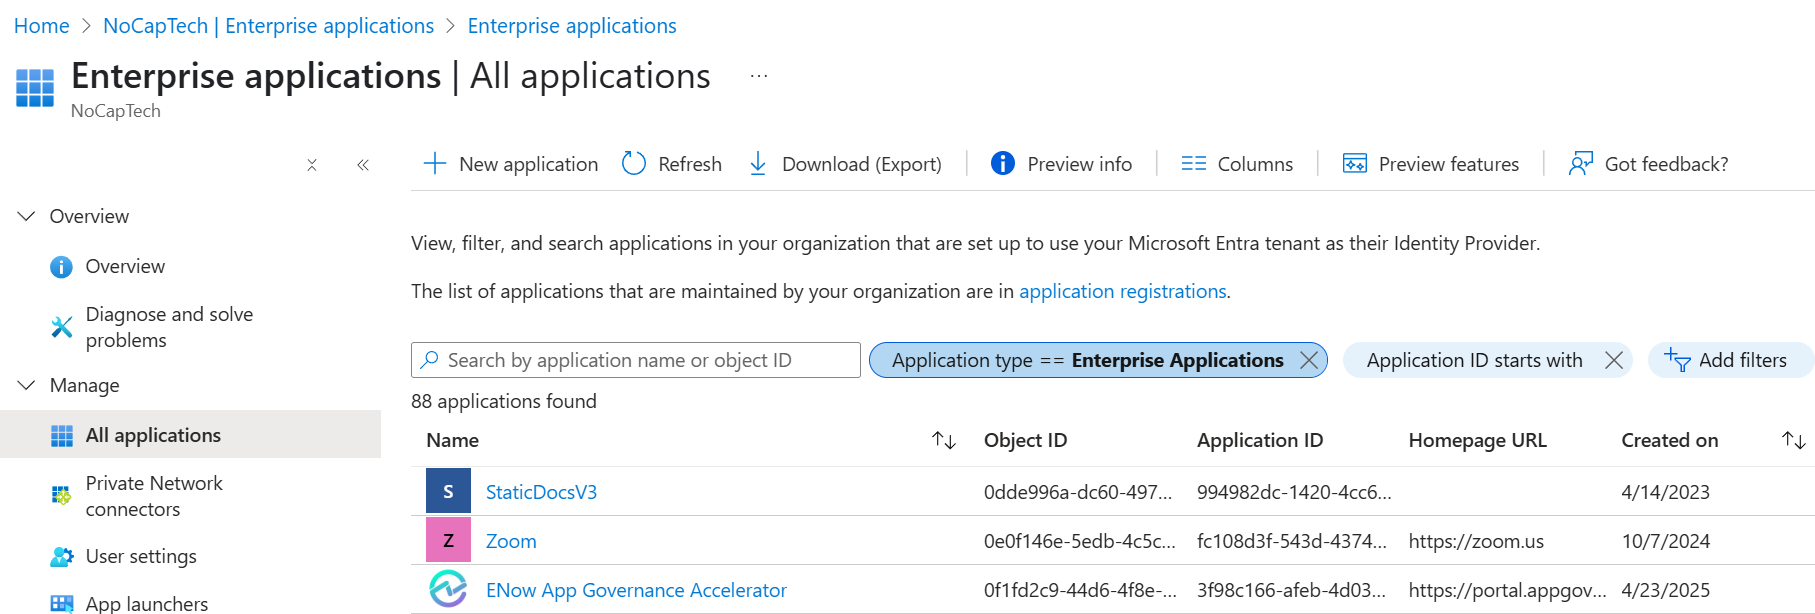 Home > NoCapTech | Enterprise applications > Enterprise applications
Enterprise applications | All applications ...
NoCapTech
New application Refresh Download (Export) Preview info Columns Preview features Got feedback?
Overview
Overview
Diagnose and solve
problems
Manage
All applications
Private Network
connectors
User settings
App launchers
View, filter, and search applications in your organization that are set up to use your Microsoft Entra tenant as their Identity Provider.
The list of applications that are maintained by your organization are in application registrations.
Search by application name or object ID Application type == Enterprise Applications Application ID starts with Add filters
88 applications found
Name Object ID Application ID Homepage URL Created on
S StaticDocsV3 0dde996a-dc60-497... 994982dc-1420-4cc6... 4/14/2023
Z Zoom 0e0f146e-5edb-4c5c... fc108d3f-543d-4374... https://zoom.us 10/7/2024
ENow App Governance Accelerator 0f1fd2c9-44d6-4f8e-... 3f98c166-afeb-4d03... https://portal.appgov... 4/23/2025